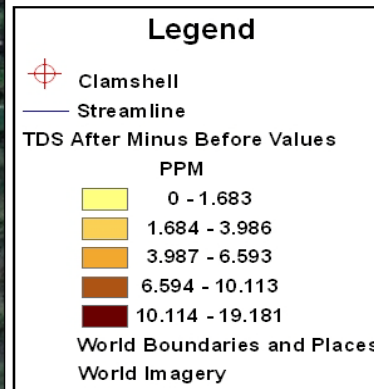 Legend
Clamshell
Streamline
TDS After Minus Before Values
PPM
0 - 1.683
1.684 - 3.986
3.987 - 6.593
6.594 - 10.113
10.114 - 19.181
World Boundaries and Places
World Imagery